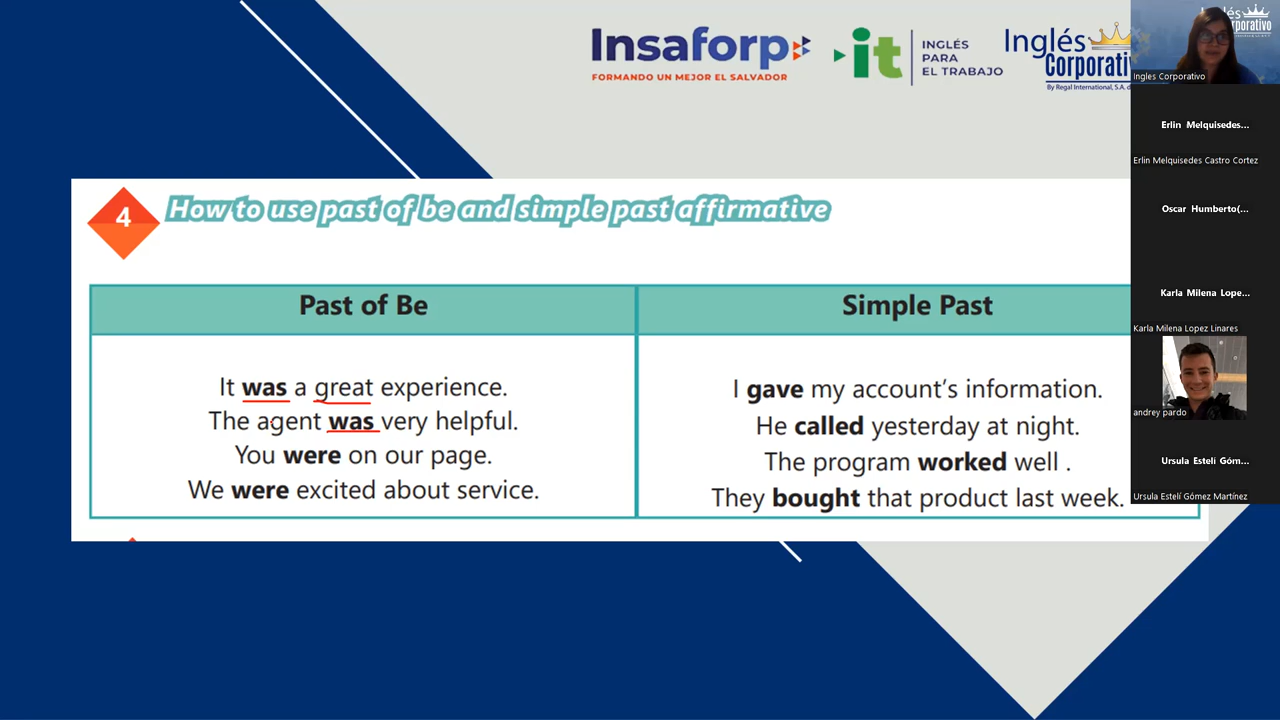 Insaforp
FORMANDO UN MEJOR EL SALVADOR
it
INGLÉS
PARA
EL TRABAJO
Inglés
Corporativ
By Regal International, S.A. d
4
How to use past of be and simple past affirmative
Past of Be
Simple Past
It was a great experience.
The agent was very helpful.
You were on our page.
We were excited about service.
I gave my account's information.
He called yesterday at night.
The program worked well .
They bought that product last week.
Ingles Corporativo
Erlin Melquisedes...
Erlin Melquisedes Castro Cortez
Oscar Humberto(...
Karla Milena Lope...
Karla Milena Lopez Linares
andrey pardo
Ursula Estelí Góm...
Ursula Estelí Gómez Martínez